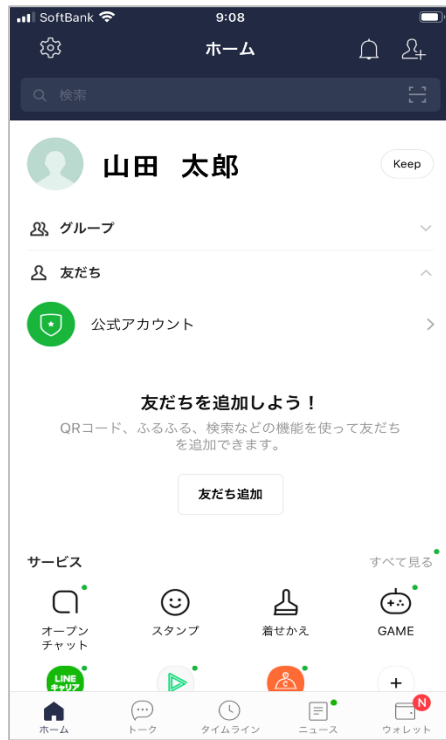 SoftBank 9:08
ホーム
検索
山田 太郎
Keep
グループ
友だち
公式アカウント
友だちを追加しよう！
QRコード、ふるふる、検索などの機能を使って友だち
を追加できます。
友だち追加
サービス すべて見る
オープン
チャット
スタンプ
着せかえ
GAME
LINE
キャリア
N
ホーム トーク タイムライン ニュース ウォレット